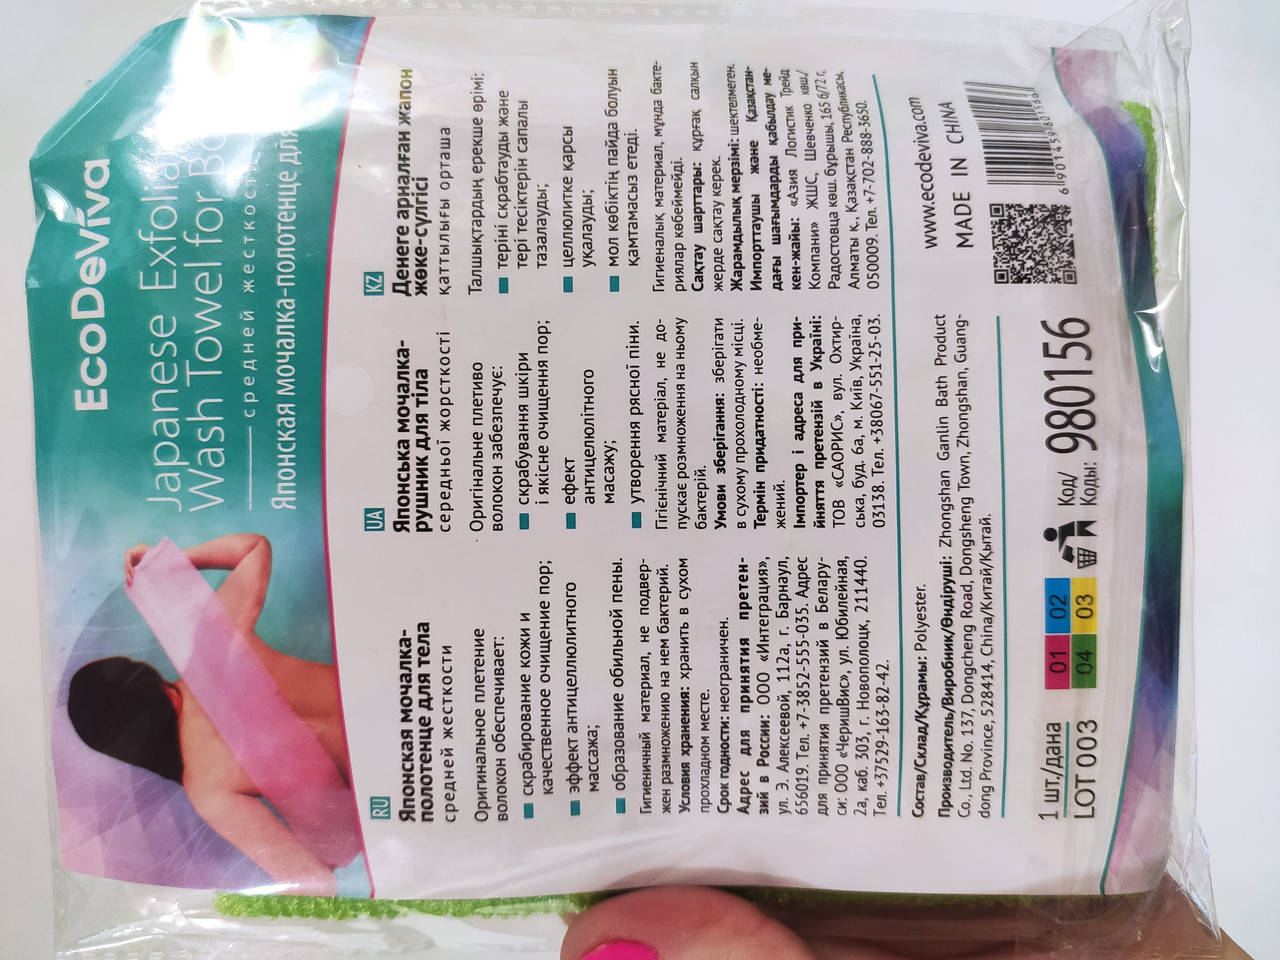 EcoDeViva
Japanese Exfolia
Wash Towel for Bo
средней жесткос
Японская мочалка-полотенце для
RU
Японская мочалка-
полотенце для тела
средней жесткости
Оригинальное плетение
волокон обеспечивает:
скрабирование кожи и
качественное очищение пор;
эффект антицеллюлитного
массажа;
образование обильной пены.
Гигиеничный материал, не подвер-
жен размножению на нем бактерий.
Условия хранения: хранить в сухом
прохладном месте.
Срок годности: неограничен.
Адрес для принятия претен-
зий в России: ООО «Интеграция»,
ул. Э. Алексеевой, 112а, г. Барнаул,
656019. Тел. +7-3852-555-035. Адрес
для принятия претензий в Белару-
си: ООО «ЧеришВис», ул. Юбилейная,
2а, каб. 303, г. Новополоцк, 211440.
Тел.+37529-163-82-42.
UA
Японська мочалка-
рушник для тіла
середньої жорсткості
Оригінальне плетиво
волокон забезпечує:
скрабування шкіри
і якісне очищення пор;
ефект
антицелюлітного
масажу;
утворення рясної піни.
Гігієнічний матеріал, не до-
пускає розмноження на ньому
бактерій.
Умови зберігання: зберігати
в сухому прохолодному місці.
Термін придатності: необме-
жений.
Імпортер і адреса для при-
йняття претензій в Україні:
ТОВ «САОРИС», вул. Охтир-
ська, буд. 6а, м. Київ, Україна,
03138. Тел. +38067-551-25-03.
KZ
Денеге арналған жапон
жөке-сүлгісі
қаттылығы орташа
Талшықтардың ерекше өрімі:
теріні скрабтауды және
тері тесіктерін сапалы
тазалауды;
целлюлитке қарсы
уқалауды;
мол көбіктің пайда болуын
қамтамасыз етеді.
Гигиеналық материал, мұнда бакте-
риялар көбеймейді.
Сақтау шарттары: құрғақ салқын
жерде сақтау керек.
Жарамдылық мерзімі: шектелмеген.
Импорттаушы және Қазақстан-
дағы шағымдарды қабылдау ме-
кен-жайы: «Азия Логистик Трейд
Компани» ЖШС, Шевченко көш./
Радостовца көш. бұрышы, 165 б/72 г,
Алматы қ., Қазақстан Республикасы,
050009. Тел. +7-702-888-3650.
Состав/Склад/Құрамы: Polyester.
Производитель/Виробник/Өндіруші: Zhongshan Ganlin Bath Product
Co., Ltd. No. 137, Dongcheng Road, Dongsheng Town, Zhongshan, Guang-
dong Province, 528414, China/Китай/Қытай.
www.ecodeviva.com
MADE IN CHINA
1 шт./дана
LOT 003
01 02
04 03
Код/
Коды: 980156